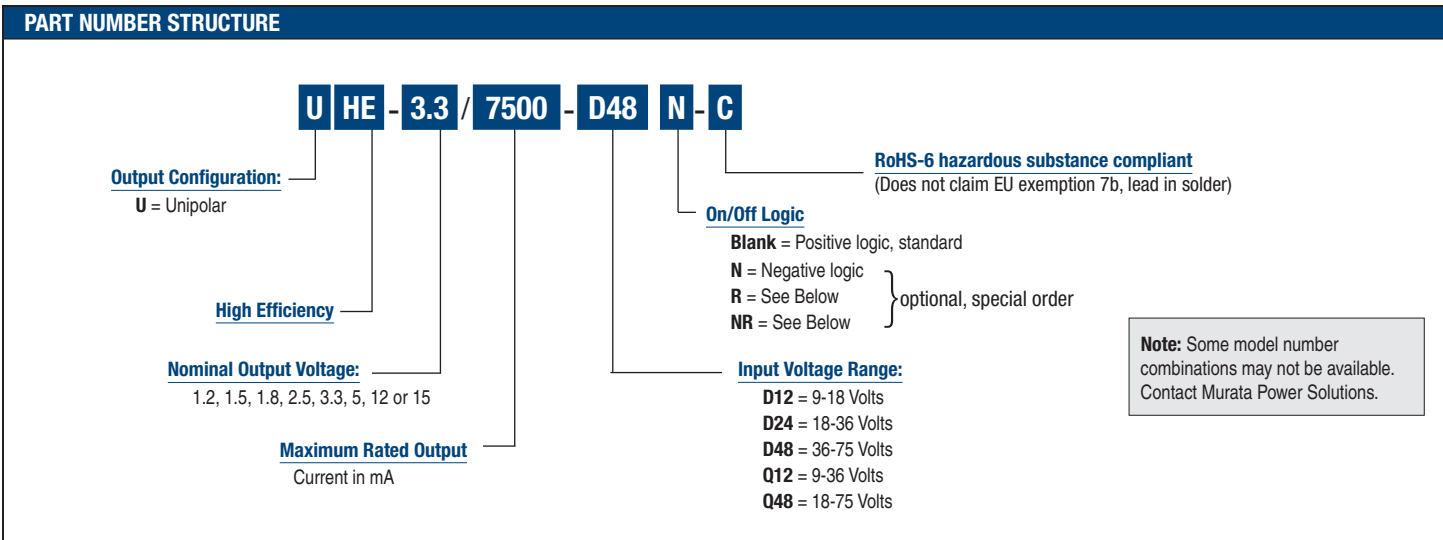 PART NUMBER STRUCTURE
U HE - 3.3 / 7500 - D48 N - C
RoHS-6 hazardous substance compliant
(Does not claim EU exemption 7b, lead in solder)
Output Configuration:
U = Unipolar
On/Off Logic
Blank = Positive logic, standard
N = Negative logic
R = See Below
NR = See Below
optional, special order
High Efficiency
Note: Some model number
combinations may not be available.
Contact Murata Power Solutions.
Nominal Output Voltage:
1.2, 1.5, 1.8, 2.5, 3.3, 5, 12 or 15
Input Voltage Range:
D12 = 9-18 Volts
D24 = 18-36 Volts
D48 = 36-75 Volts
Q12 = 9-36 Volts
Q48 = 18-75 Volts
Maximum Rated Output
Current in mA